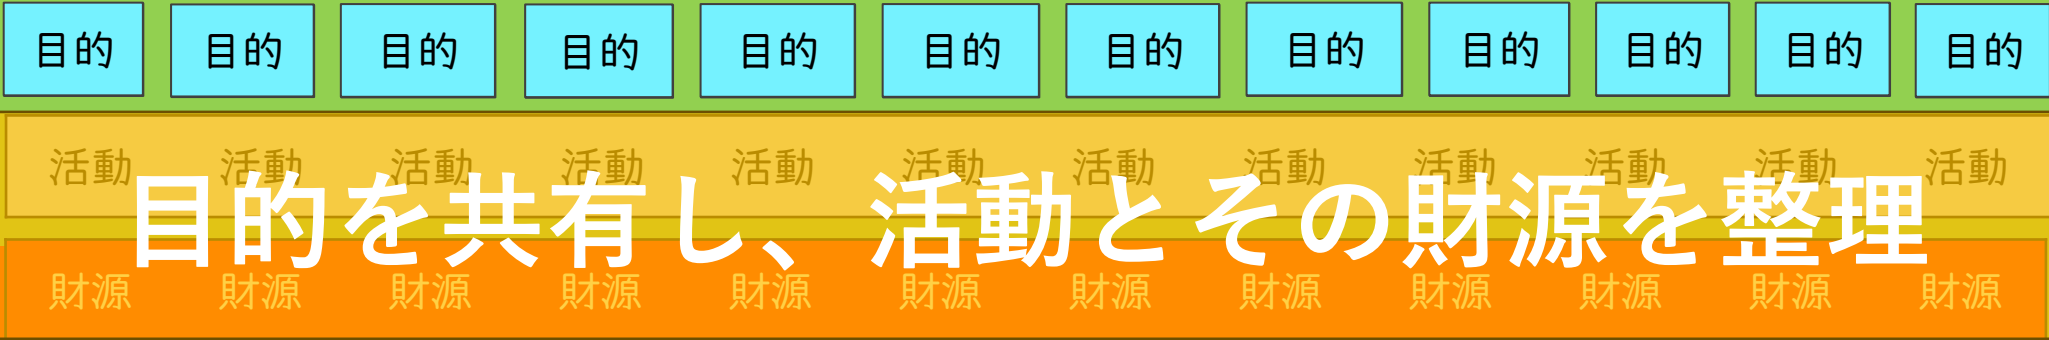 目的 目的 目的 目的 目的 目的 目的 目的 目的 目的 目的 目的
活動 活動 活動 活動 活動 活動 活動 活動 活動 活動 活動 活動
目的を共有し、活動とその財源を整理
財源 財源 財源 財源 財源 財源 財源 財源 財源 財源 財源 財源